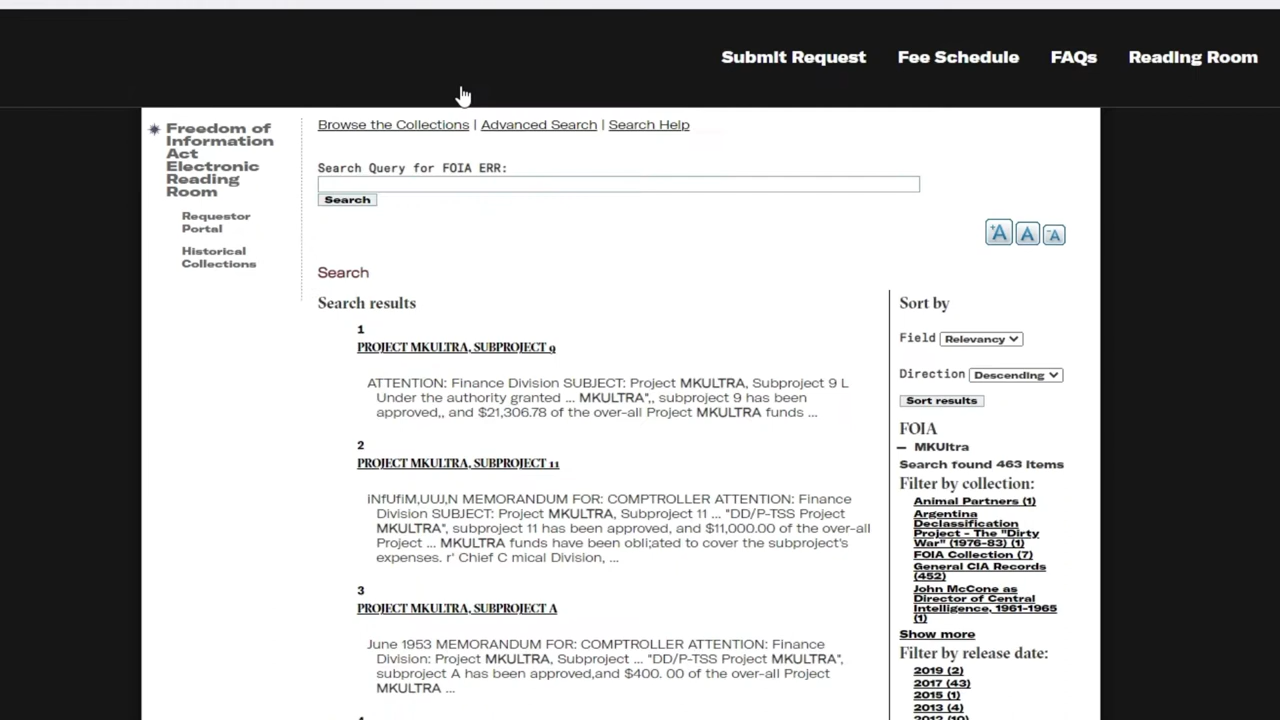 Submit Request Fee Schedule FAQs Reading Room
Freedom of
Information
Act
Electronic
Reading
Room
Requestor
Portal
Historical
Collections
Browse the Collections | Advanced Search | Search Help
Search Query for FOIA ERR:
Search
+A A -A
Search
Search results
1
PROJECT MKULTRA, SUBPROJECT 9
ATTENTION: Finance Division SUBJECT: Project MKULTRA, Subproject 9 L
Under the authority granted ... MKULTRA",, subproject 9 has been
approved,, and $21,306.78 of the over-all Project MKULTRA funds ...
2
PROJECT MKULTRA, SUBPROJECT 11
iNfUfiM,UUJ,N MEMORANDUM FOR: COMPTROLLER ATTENTION: Finance
Division SUBJECT: Project MKULTRA, Subproject 11 ... "DD/P-TSS Project
MKULTRA", subproject 11 has been approved, and $11,000.00 of the over-all
Project ... MKULTRA funds have been obli;ated to cover the subproject's
expenses. r' Chief C mical Division, ...
3
PROJECT MKULTRA, SUBPROJECT A
June 1953 MEMORANDUM FOR: COMPTROLLER ATTENTION: Finance
Division: Project MKULTRA, Subproject ... "DD/P-TSS Project MKULTRA",
subproject A has been approved,and $400. 00 of the over-all Project
MKULTRA ...
Sort by
Field Relevancy
Direction Descending
Sort results
FOIA
– MKUltra
Search found 463 items
Filter by collection:
Animal Partners (1)
Argentina
Declassification
Project - The "Dirty
War" (1976-83) (1)
FOIA Collection (7)
General CIA Records
(452)
John McCone as
Director of Central
Intelligence, 1961-1965
(1)
Show more
Filter by release date:
2019 (2)
2017 (43)
2015 (1)
2013 (4)
2012 (10)